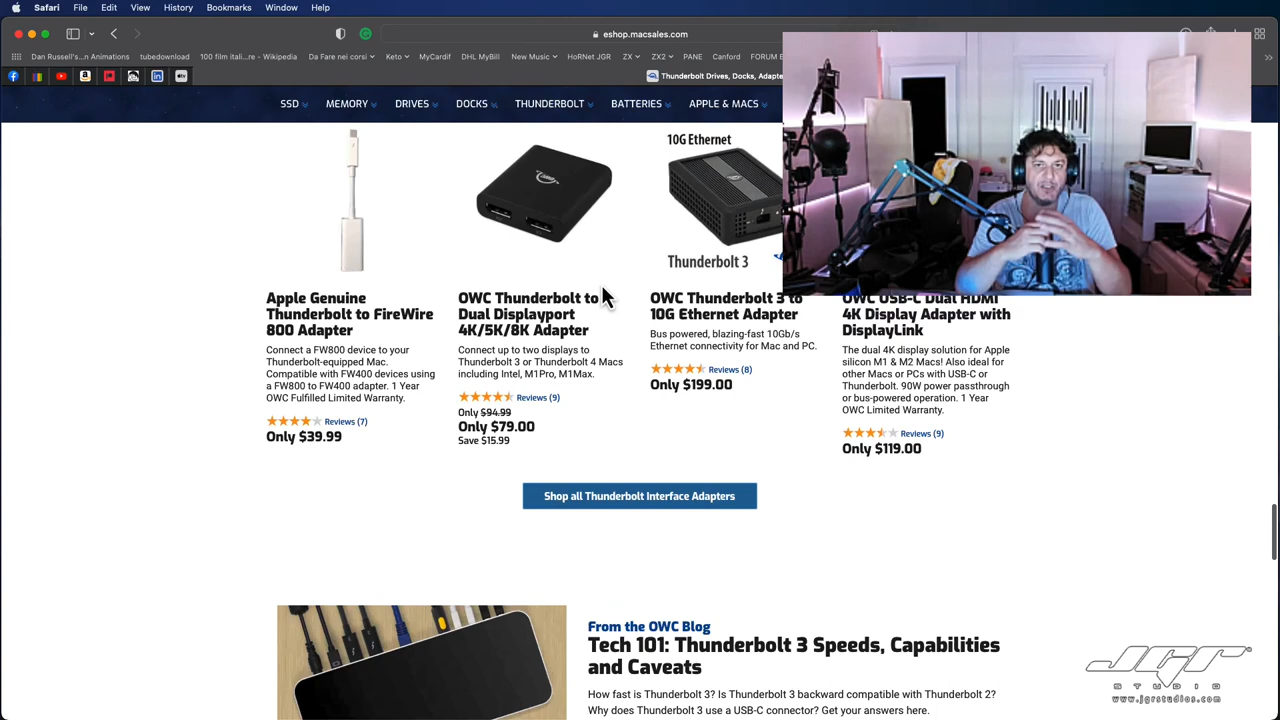 Safari File Edit View History Bookmarks Window Help
eshop.macsales.com
Dan Russell's...n Animations tubedownload 100 film itali...re - Wikipedia Da Fare nei corsi Keto MyCardif DHL MyBill New Music HoRNet JGR ZX ZX2 PANE Canford FORUM E
Thunderbolt Drives, Docks, Adapte
SSD MEMORY DRIVES DOCKS THUNDERBOLT BATTERIES APPLE & MACS
Apple Genuine
Thunderbolt to FireWire
800 Adapter
Connect a FW800 device to your
Thunderbolt-equipped Mac.
Compatible with FW400 devices using
a FW800 to FW400 adapter. 1 Year
OWC Fulfilled Limited Warranty.
Reviews (7)
Only $39.99
OWC Thunderbolt to
Dual Displayport
4K/5K/8K Adapter
Connect up to two displays to
Thunderbolt 3 or Thunderbolt 4 Macs
including Intel, M1Pro, M1Max.
Reviews (9)
Only $94.99
Only $79.00
Save $15.99
10G Ethernet
Thunderbolt 3
OWC Thunderbolt 3 to
10G Ethernet Adapter
Bus powered, blazing-fast 10Gb/s
Ethernet connectivity for Mac and PC.
Reviews (8)
Only $199.00
OWC USB-C Dual HDMI
4K Display Adapter with
DisplayLink
The dual 4K display solution for Apple
silicon M1 & M2 Macs! Also ideal for
other Macs or PCs with USB-C or
Thunderbolt. 90W power passthrough
or bus-powered operation. 1 Year
OWC Limited Warranty.
Reviews (9)
Only $119.00
Shop all Thunderbolt Interface Adapters
From the OWC Blog
Tech 101: Thunderbolt 3 Speeds, Capabilities
and Caveats
How fast is Thunderbolt 3? Is Thunderbolt 3 backward compatible with Thunderbolt 2?
Why does Thunderbolt 3 use a USB-C connector? Get your answers here.
JGR
STUDIO
www.jgrstudios.com